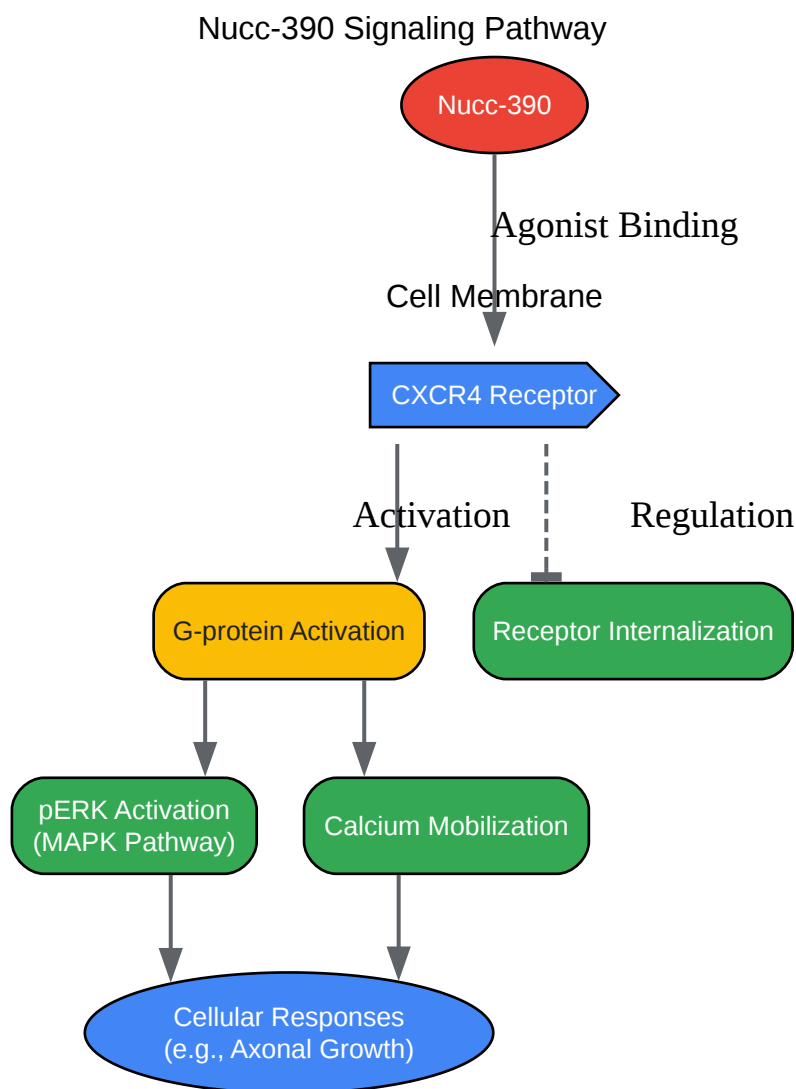 Nucc-390 Signaling Pathway
Nucc-390
Agonist Binding
Cell Membrane
CXCR4 Receptor
Activation
Regulation
G-protein Activation
Receptor Internalization
pERK Activation
(MAPK Pathway)
Calcium Mobilization
Cellular Responses
(e.g., Axonal Growth)